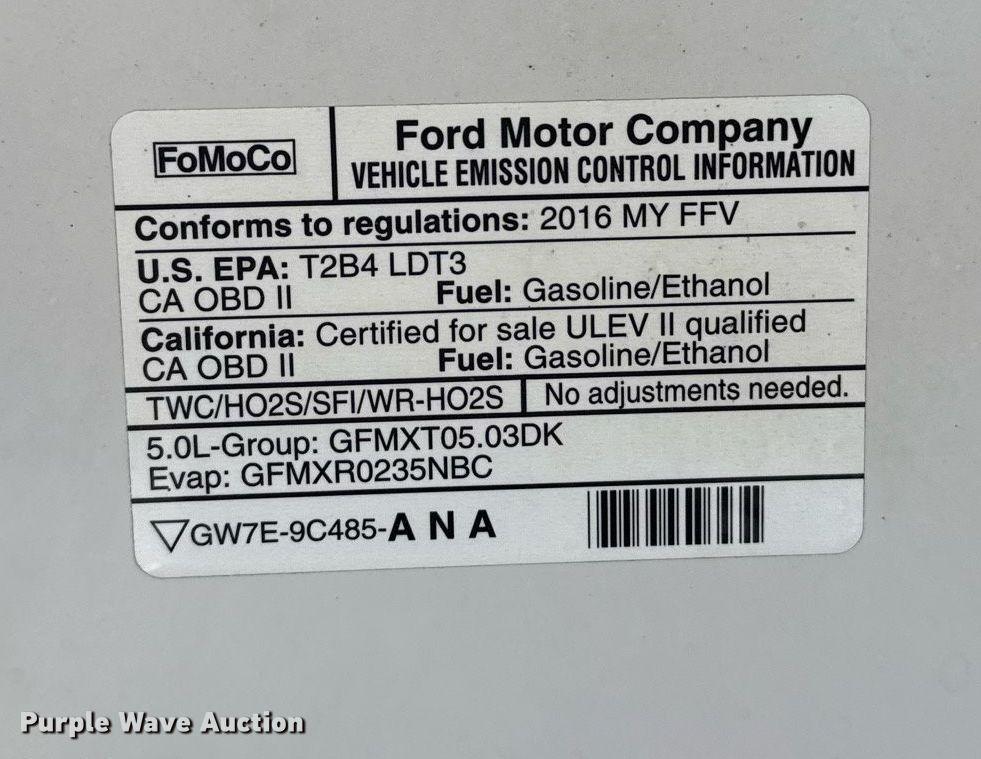 FoMoCo
Ford Motor Company
VEHICLE EMISSION CONTROL INFORMATION
Conforms to regulations: 2016 MY FFV
U.S. EPA: T2B4 LDT3
CA OBD II Fuel: Gasoline/Ethanol
California: Certified for sale ULEV II qualified
CA OBD II Fuel: Gasoline/Ethanol
TWC/HO2S/SFI/WR-HO2S No adjustments needed.
5.0L-Group: GFMXT05.03DK
Evap: GFMXR0235NBC
GW7E-9C485-A N A
Purple Wave Auction